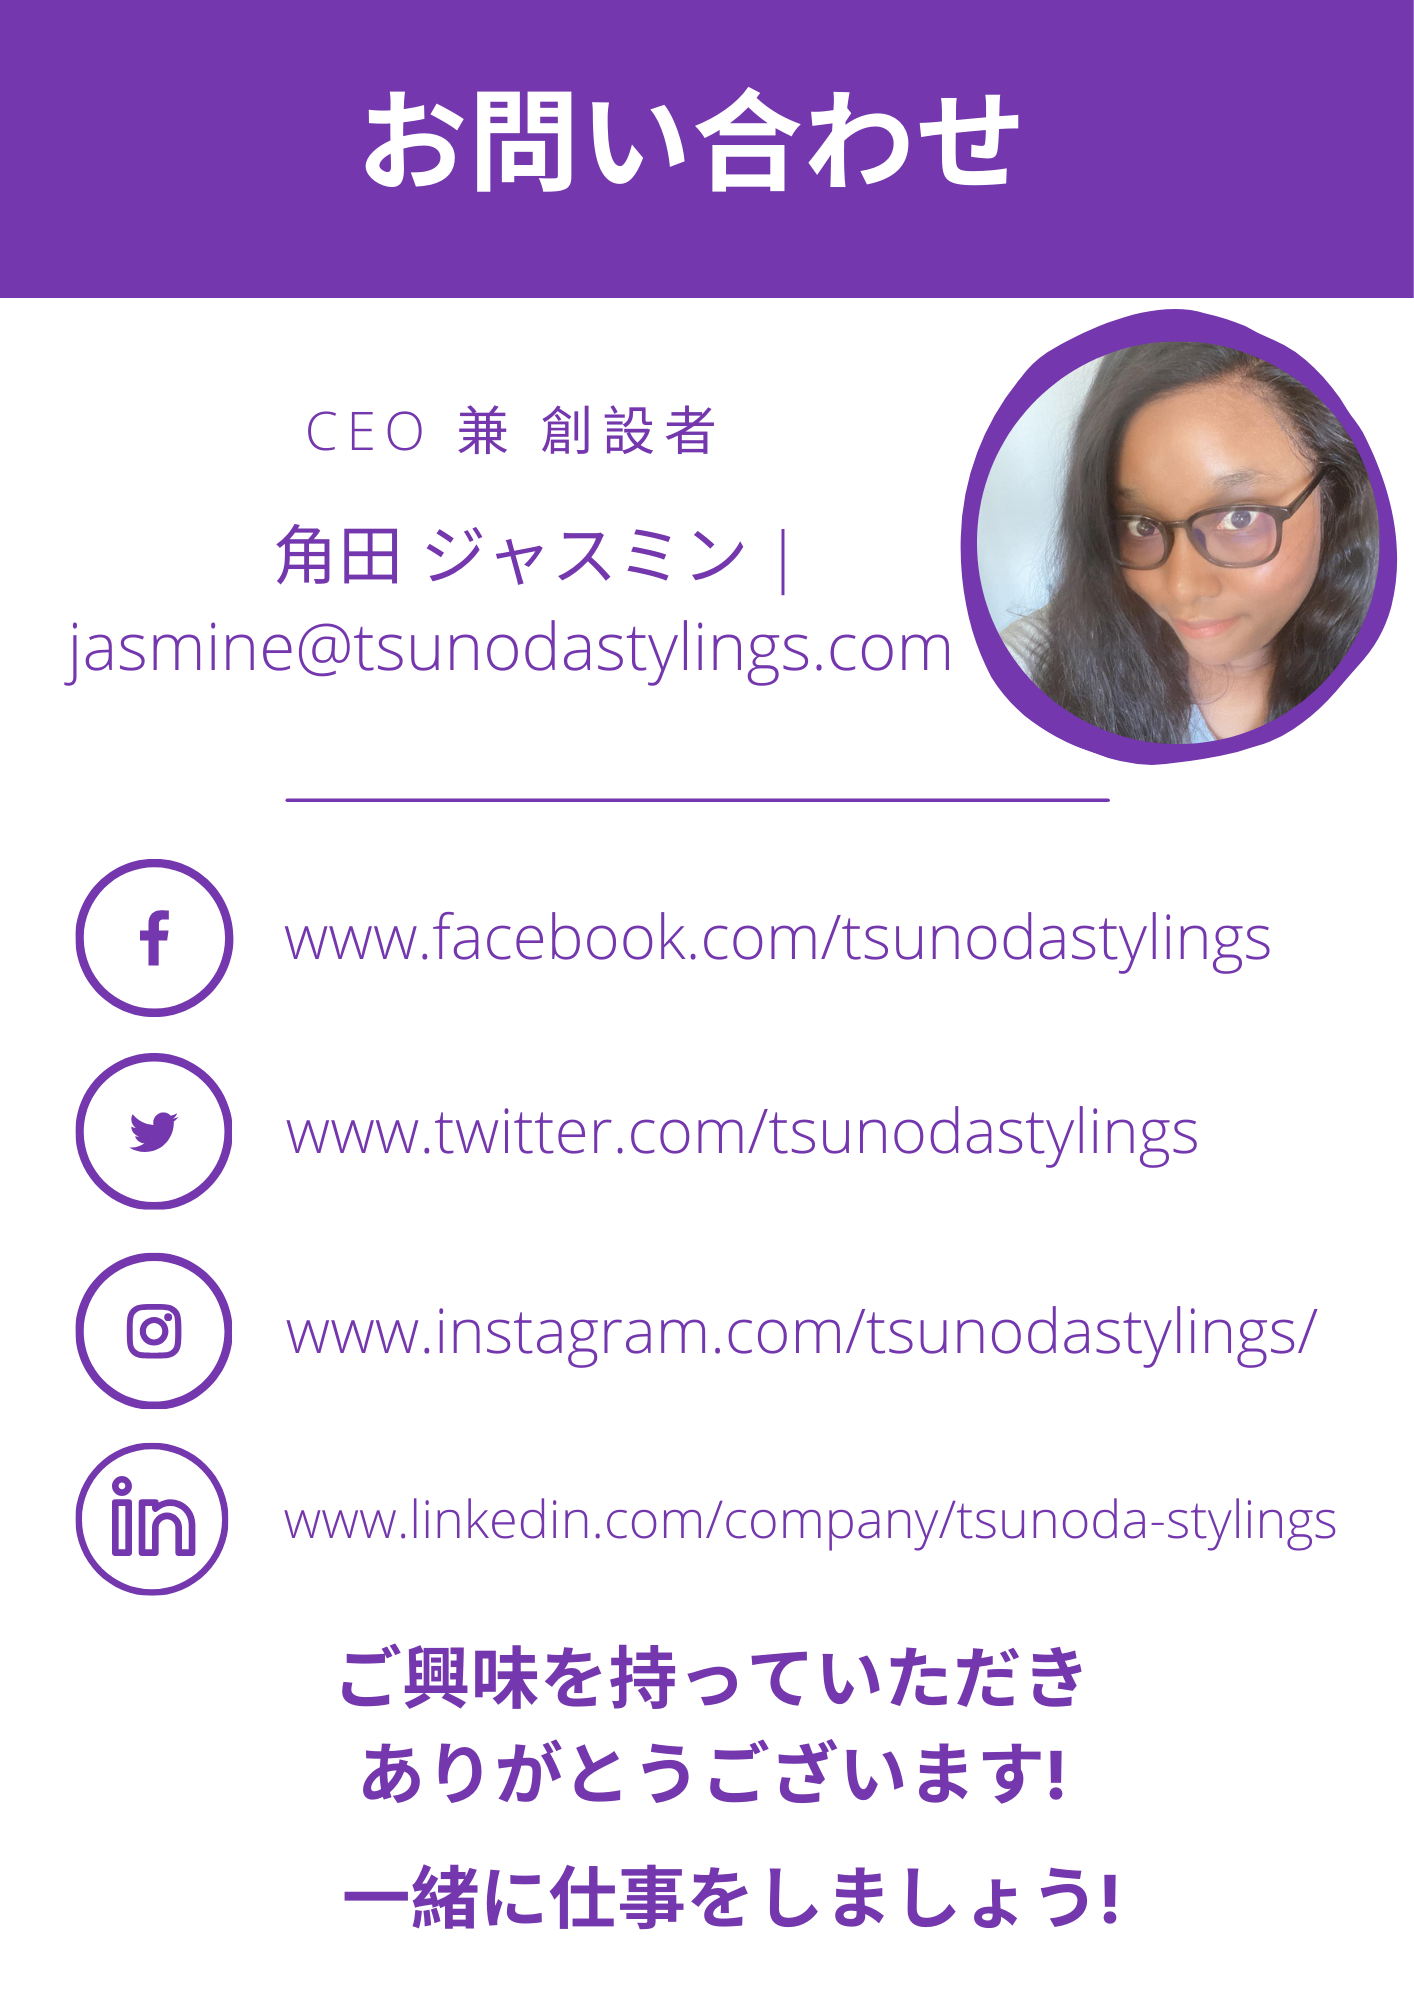 お問い合わせ
CEO 兼 創設者
角田 ジャスミン |
jasmine@tsunodastylings.com
www.facebook.com/tsunodastylings
www.twitter.com/tsunodastylings
www.instagram.com/tsunodastylings/
www.linkedin.com/company/tsunoda-stylings
ご興味を持っていただき
ありがとうございます!
一緒に仕事をしましょう!